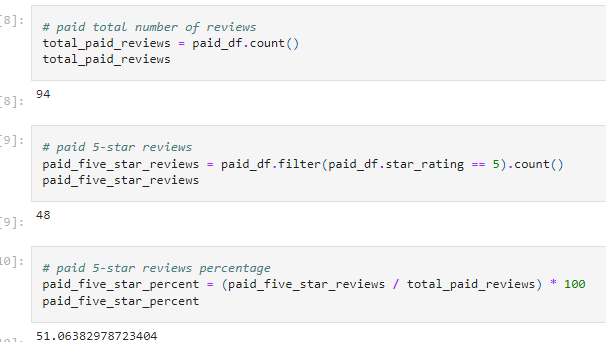 [8]:
# paid total number of reviews
total_paid_reviews = paid_df.count()
total_paid_reviews
[8]:
94
[9]:
# paid 5-star reviews
paid_five_star_reviews = paid_df.filter(paid_df.star_rating == 5).count()
paid_five_star_reviews
[9]:
48
10]:
# paid 5-star reviews percentage
paid_five_star_percent = (paid_five_star_reviews / total_paid_reviews) * 100
paid_five_star_percent
51.06382978723404